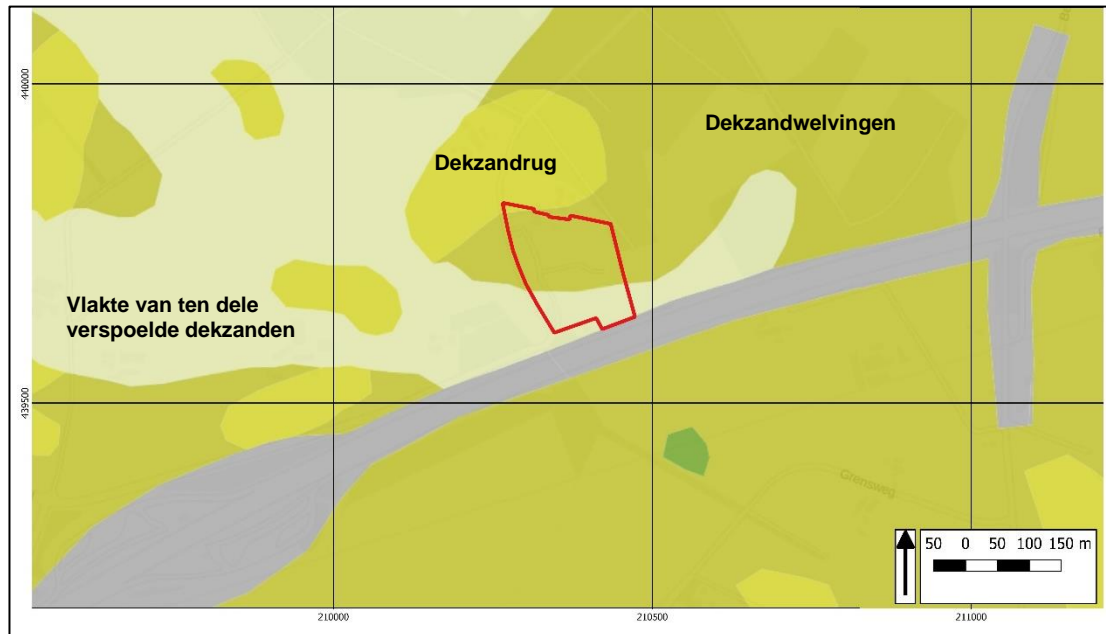 440000
Dekzandwelvingen
Dekzandrug
Vlakte van ten dele
verspoelde dekzanden
439500
Grensweg
50 0 50 100 150 m
210000 210500 211000